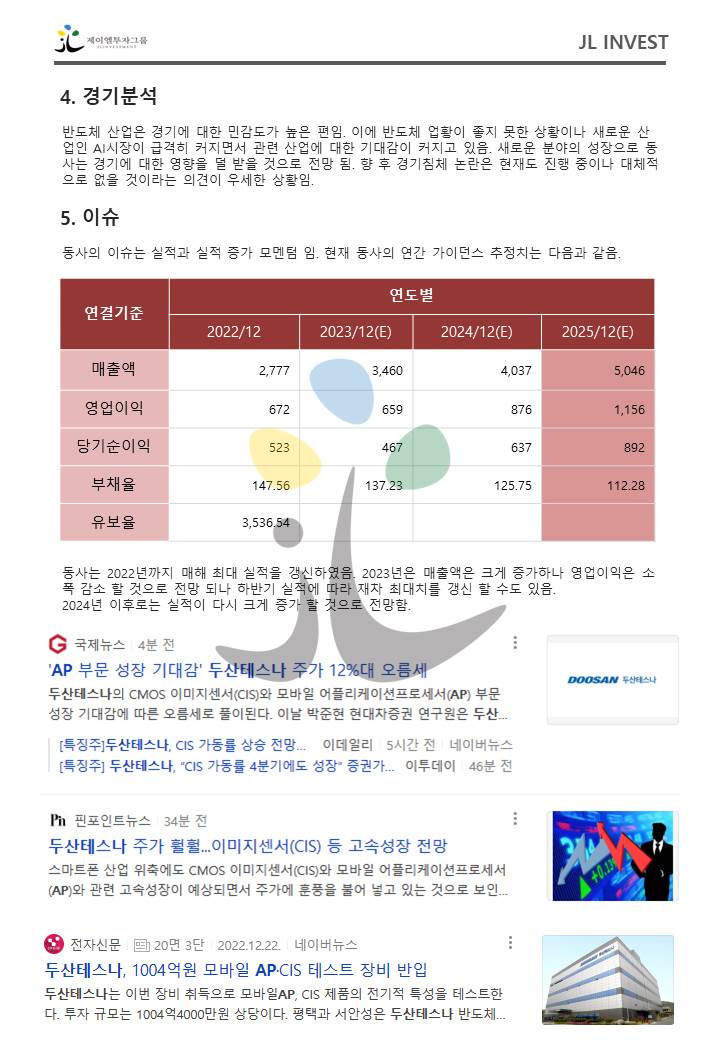 제이엘투자그룹
JLINVESTMENT
JL INVEST
4. 경기분석
반도체 산업은 경기에 대한 민감도가 높은 편임. 이에 반도체 업황이 좋지 못한 상황이나 새로운 산
업인 AI시장이 급격히 커지면서 관련 산업에 대한 기대감이 커지고 있음. 새로운 분야의 성장으로 동
사는 경기에 대한 영향을 덜 받을 것으로 전망 됨. 향 후 경기침체 논란은 현재도 진행 중이나 대체적
으로 없을 것이라는 의견이 우세한 상황임.
5. 이슈
동사의 이슈는 실적과 실적 증가 모멘텀 임. 현재 동사의 연간 가이던스 추정치는 다음과 같음.
연결기준 연도별
2022/12 2023/12(E) 2024/12(E) 2025/12(E)
매출액 2,777 3,460 4,037 5,046
영업이익 672 659 876 1,156
당기순이익 523 467 637 892
부채율 147.56 137.23 125.75 112.28
유보율 3,536.54
동사는 2022년까지 매해 최대 실적을 갱신하였음. 2023년은 매출액은 크게 증가하나 영업이익은 소
폭 감소 할 것으로 전망 되나 하반기 실적에 따라 재차 최대치를 갱신 할 수도 있음.
2024년 이후로는 실적이 다시 크게 증가 할 것으로 전망함.
국제뉴스 4분 전
'AP 부문 성장 기대감' 두산테스나 주가 12%대 오름세
두산테스나의 CMOS 이미지센서(CIS)와 모바일 어플리케이션프로세서(AP) 부문
성장 기대감에 따른 오름세로 풀이된다. 이날 박준현 현대차증권 연구원은 두산...
DOOSAN 두산테스나
[특징주]두산테스나, CIS 가동률 상승 전망... 이데일리 5시간 전 네이버뉴스
[특징주] 두산테스나, "CIS 가동률 4분기에도 성장" 증권가... 이투데이 46분 전
Pn 핀포인트뉴스 34분 전
두산테스나 주가 훨훨...이미지센서(CIS) 등 고속성장 전망
스마트폰 산업 위축에도 CMOS 이미지센서(CIS)와 모바일 어플리케이션프로세서
(AP)와 관련 고속성장이 예상되면서 주가에 훈풍을 불어 넣고 있는 것으로 보인...
전자신문 20면 3단 2022.12.22. 네이버뉴스
두산테스나, 1004억원 모바일 AP·CIS 테스트 장비 반입
두산테스나는 이번 장비 취득으로 모바일AP, CIS 제품의 전기적 특성을 테스트한
다. 투자 규모는 1004억4000만원 상당이다. 평택과 서안성은 두산테스나 반도체...